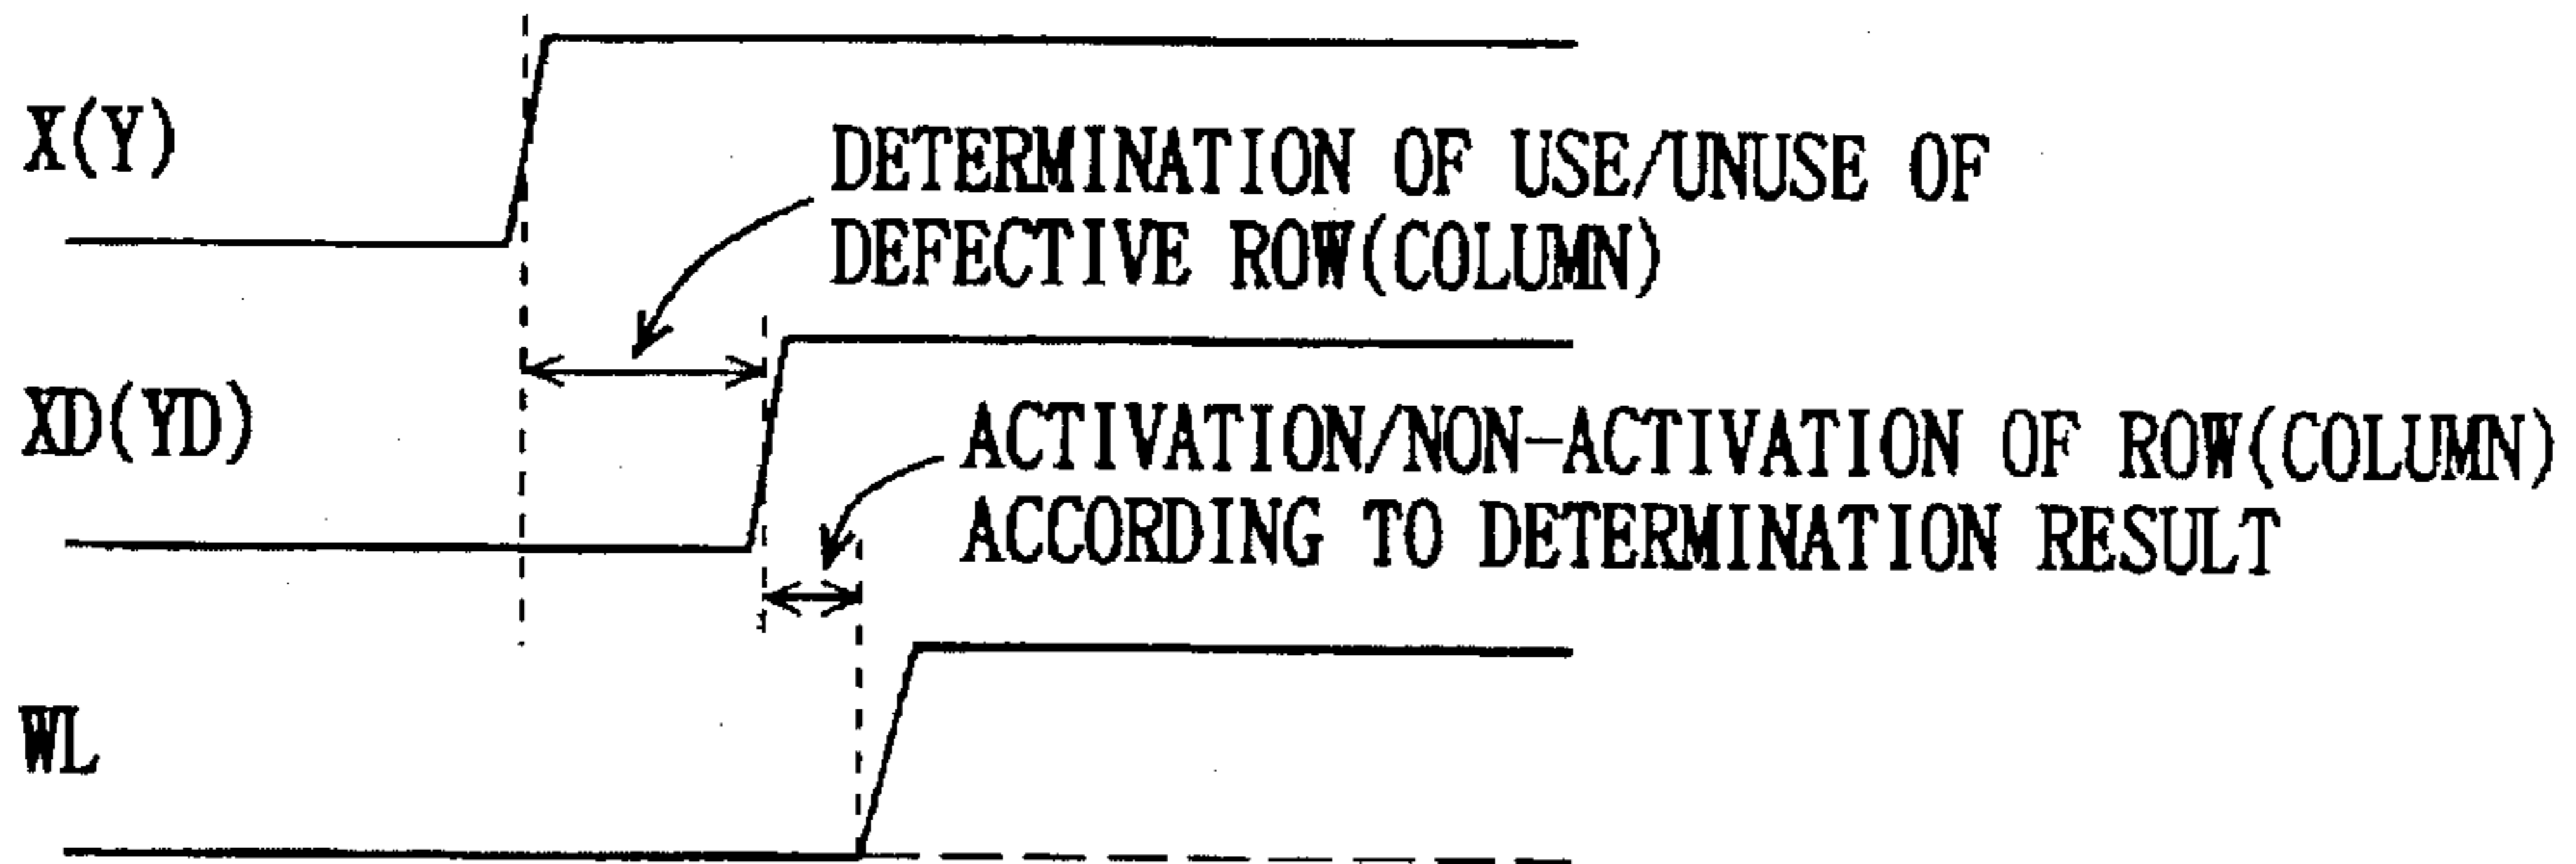 X(Y)
DETERMINATION OF USE/UNUSE OF
DEFECTIVE ROW(COLUMN)
XD(YD)
ACTIVATION/NON-ACTIVATION OF ROW(COLUMN)
ACCORDING TO DETERMINATION RESULT
WL